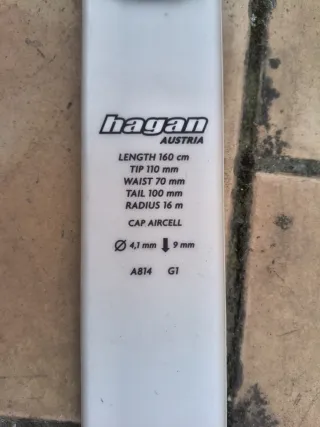 hagan
AUSTRIA
LENGTH 160 cm
TIP 110 mm
WAIST 70 mm
TAIL 100 mm
RADIUS 16 m
CAP AIRCELL
Ø 4,1 mm ⬇ 9 mm
A814 G1